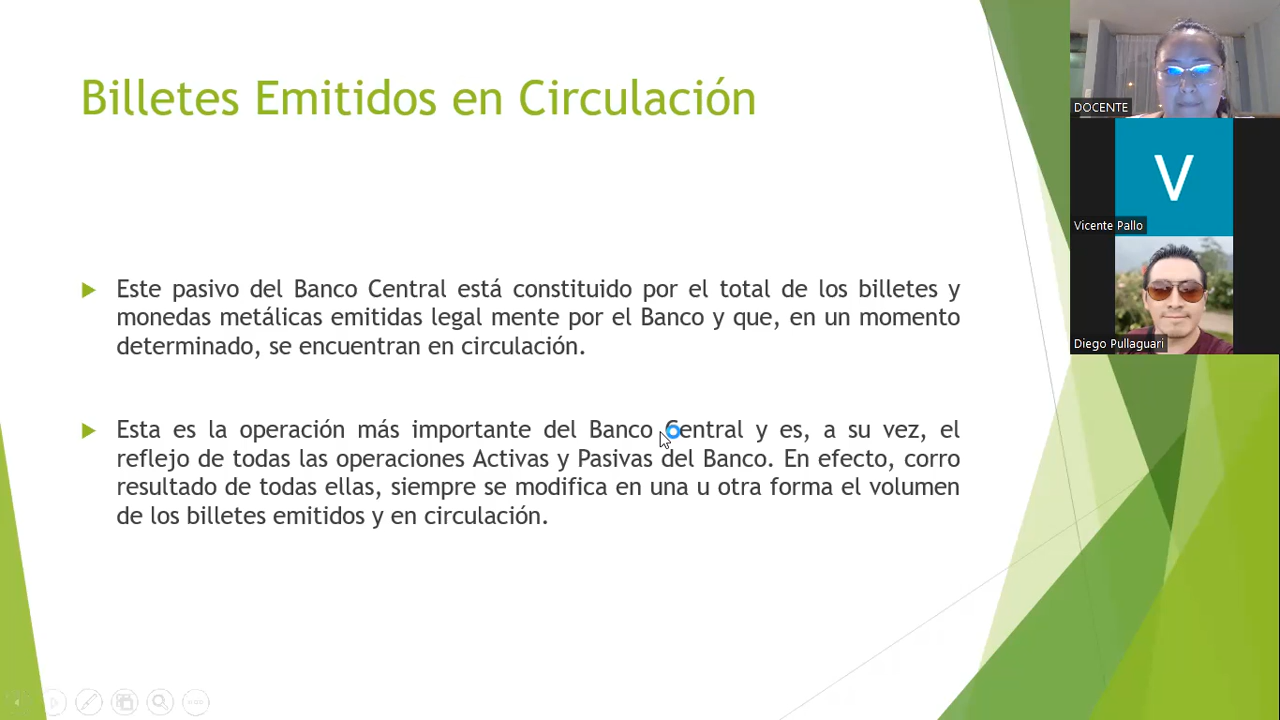 Billetes Emitidos en Circulación
Este pasivo del Banco Central está constituido por el total de los billetes y
monedas metálicas emitidas legal mente por el Banco y que, en un momento
determinado, se encuentran en circulación.
Esta es la operación más importante del Banco Central y es, a su vez, el
reflejo de todas las operaciones Activas y Pasivas del Banco. En efecto, corro
resultado de todas ellas, siempre se modifica en una u otra forma el volumen
de los billetes emitidos y en circulación.
DOCENTE
V
Vicente Pallo
Diego Pullaguari